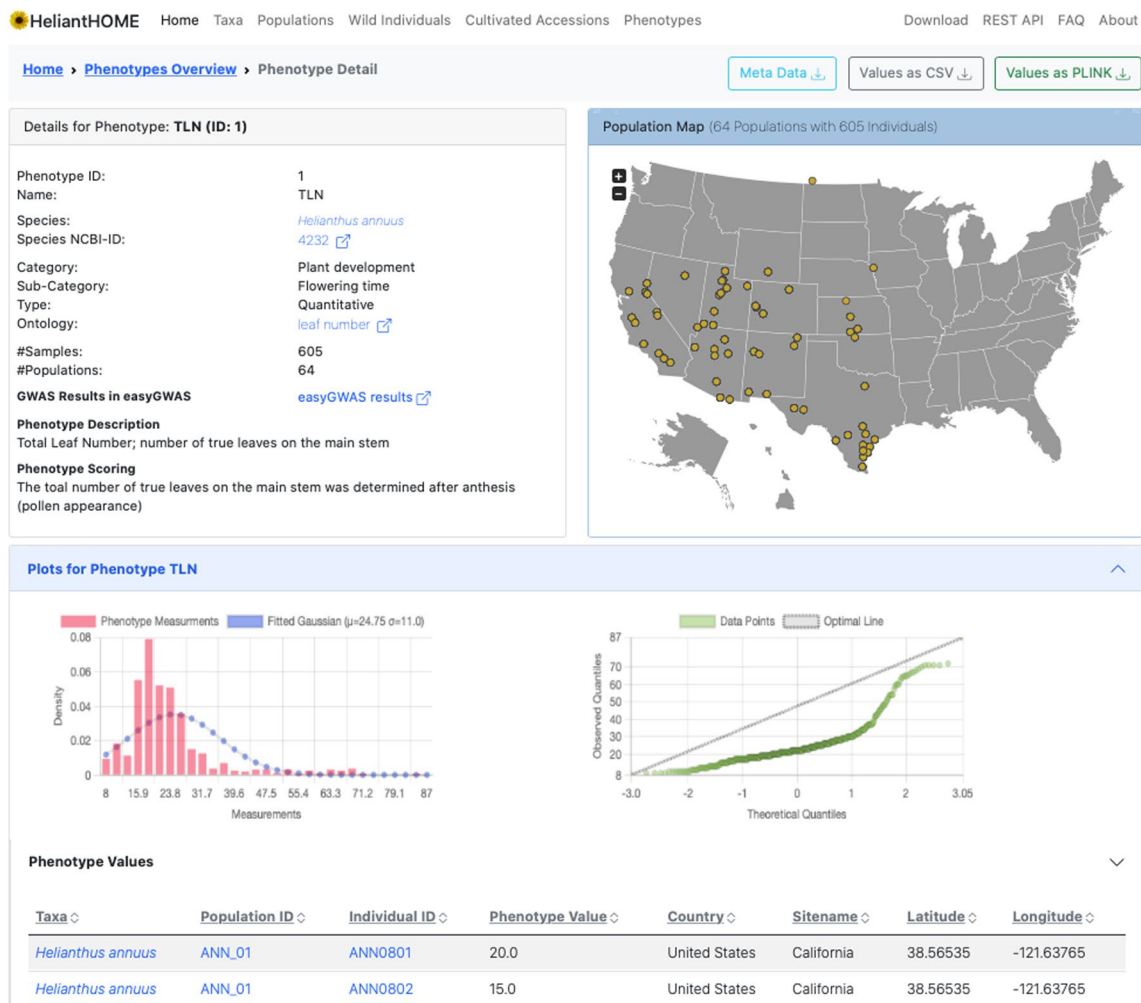 HeliantHOME Home Taxa Populations Wild Individuals Cultivated Accessions Phenotypes Download REST API FAQ About
Home › Phenotypes Overview › Phenotype Detail
Meta Data Values as CSV Values as PLINK
Details for Phenotype: TLN (ID: 1)
Phenotype ID: 1
Name: TLN
Species: Helianthus annuus
Species NCBI-ID: 4232
Category: Plant development
Sub-Category: Flowering time
Type: Quantitative
Ontology: leaf number
#Samples: 605
#Populations: 64
GWAS Results in easyGWAS easyGWAS results
Phenotype Description
Total Leaf Number; number of true leaves on the main stem
Phenotype Scoring
The toal number of true leaves on the main stem was determined after anthesis
(pollen appearance)
Population Map (64 Populations with 605 Individuals)
+
−
Plots for Phenotype TLN
Phenotype Measurments Fitted Gaussian (μ=24.75 σ=11.0)
0.08
0.06
0.04
0.02
0
Density
8 15.9 23.8 31.7 39.6 47.5 55.4 63.3 71.2 79.1 87
Measurements
Data Points Optimal Line
87
70
60
50
40
30
20
8
Observed Quantiles
-3.0 -2 -1 0 1 2 3.05
Theoretical Quantiles
Phenotype Values
Taxa Population ID Individual ID Phenotype Value Country Sitename Latitude Longitude
Helianthus annuus ANN_01 ANN0801 20.0 United States California 38.56535 -121.63765
Helianthus annuus ANN_01 ANN0802 15.0 United States California 38.56535 -121.63765